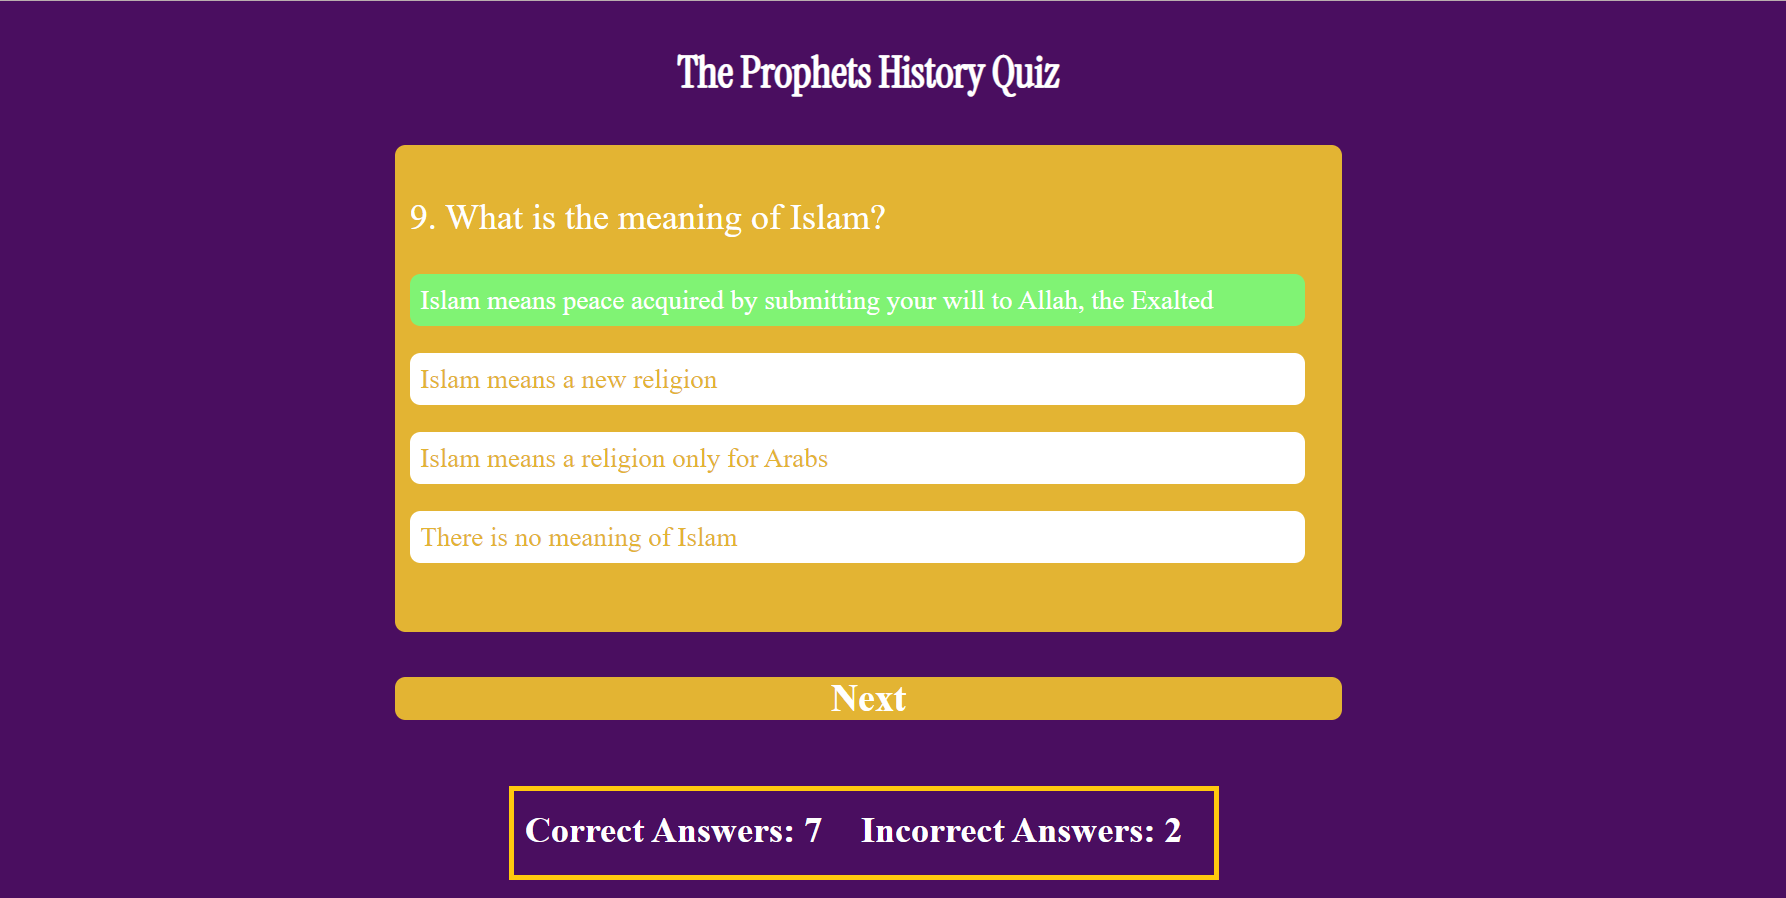 The Prophets History Quiz
9. What is the meaning of Islam?
Islam means peace acquired by submitting your will to Allah, the Exalted
Islam means a new religion
Islam means a religion only for Arabs
There is no meaning of Islam
Next
Correct Answers: 7 Incorrect Answers: 2